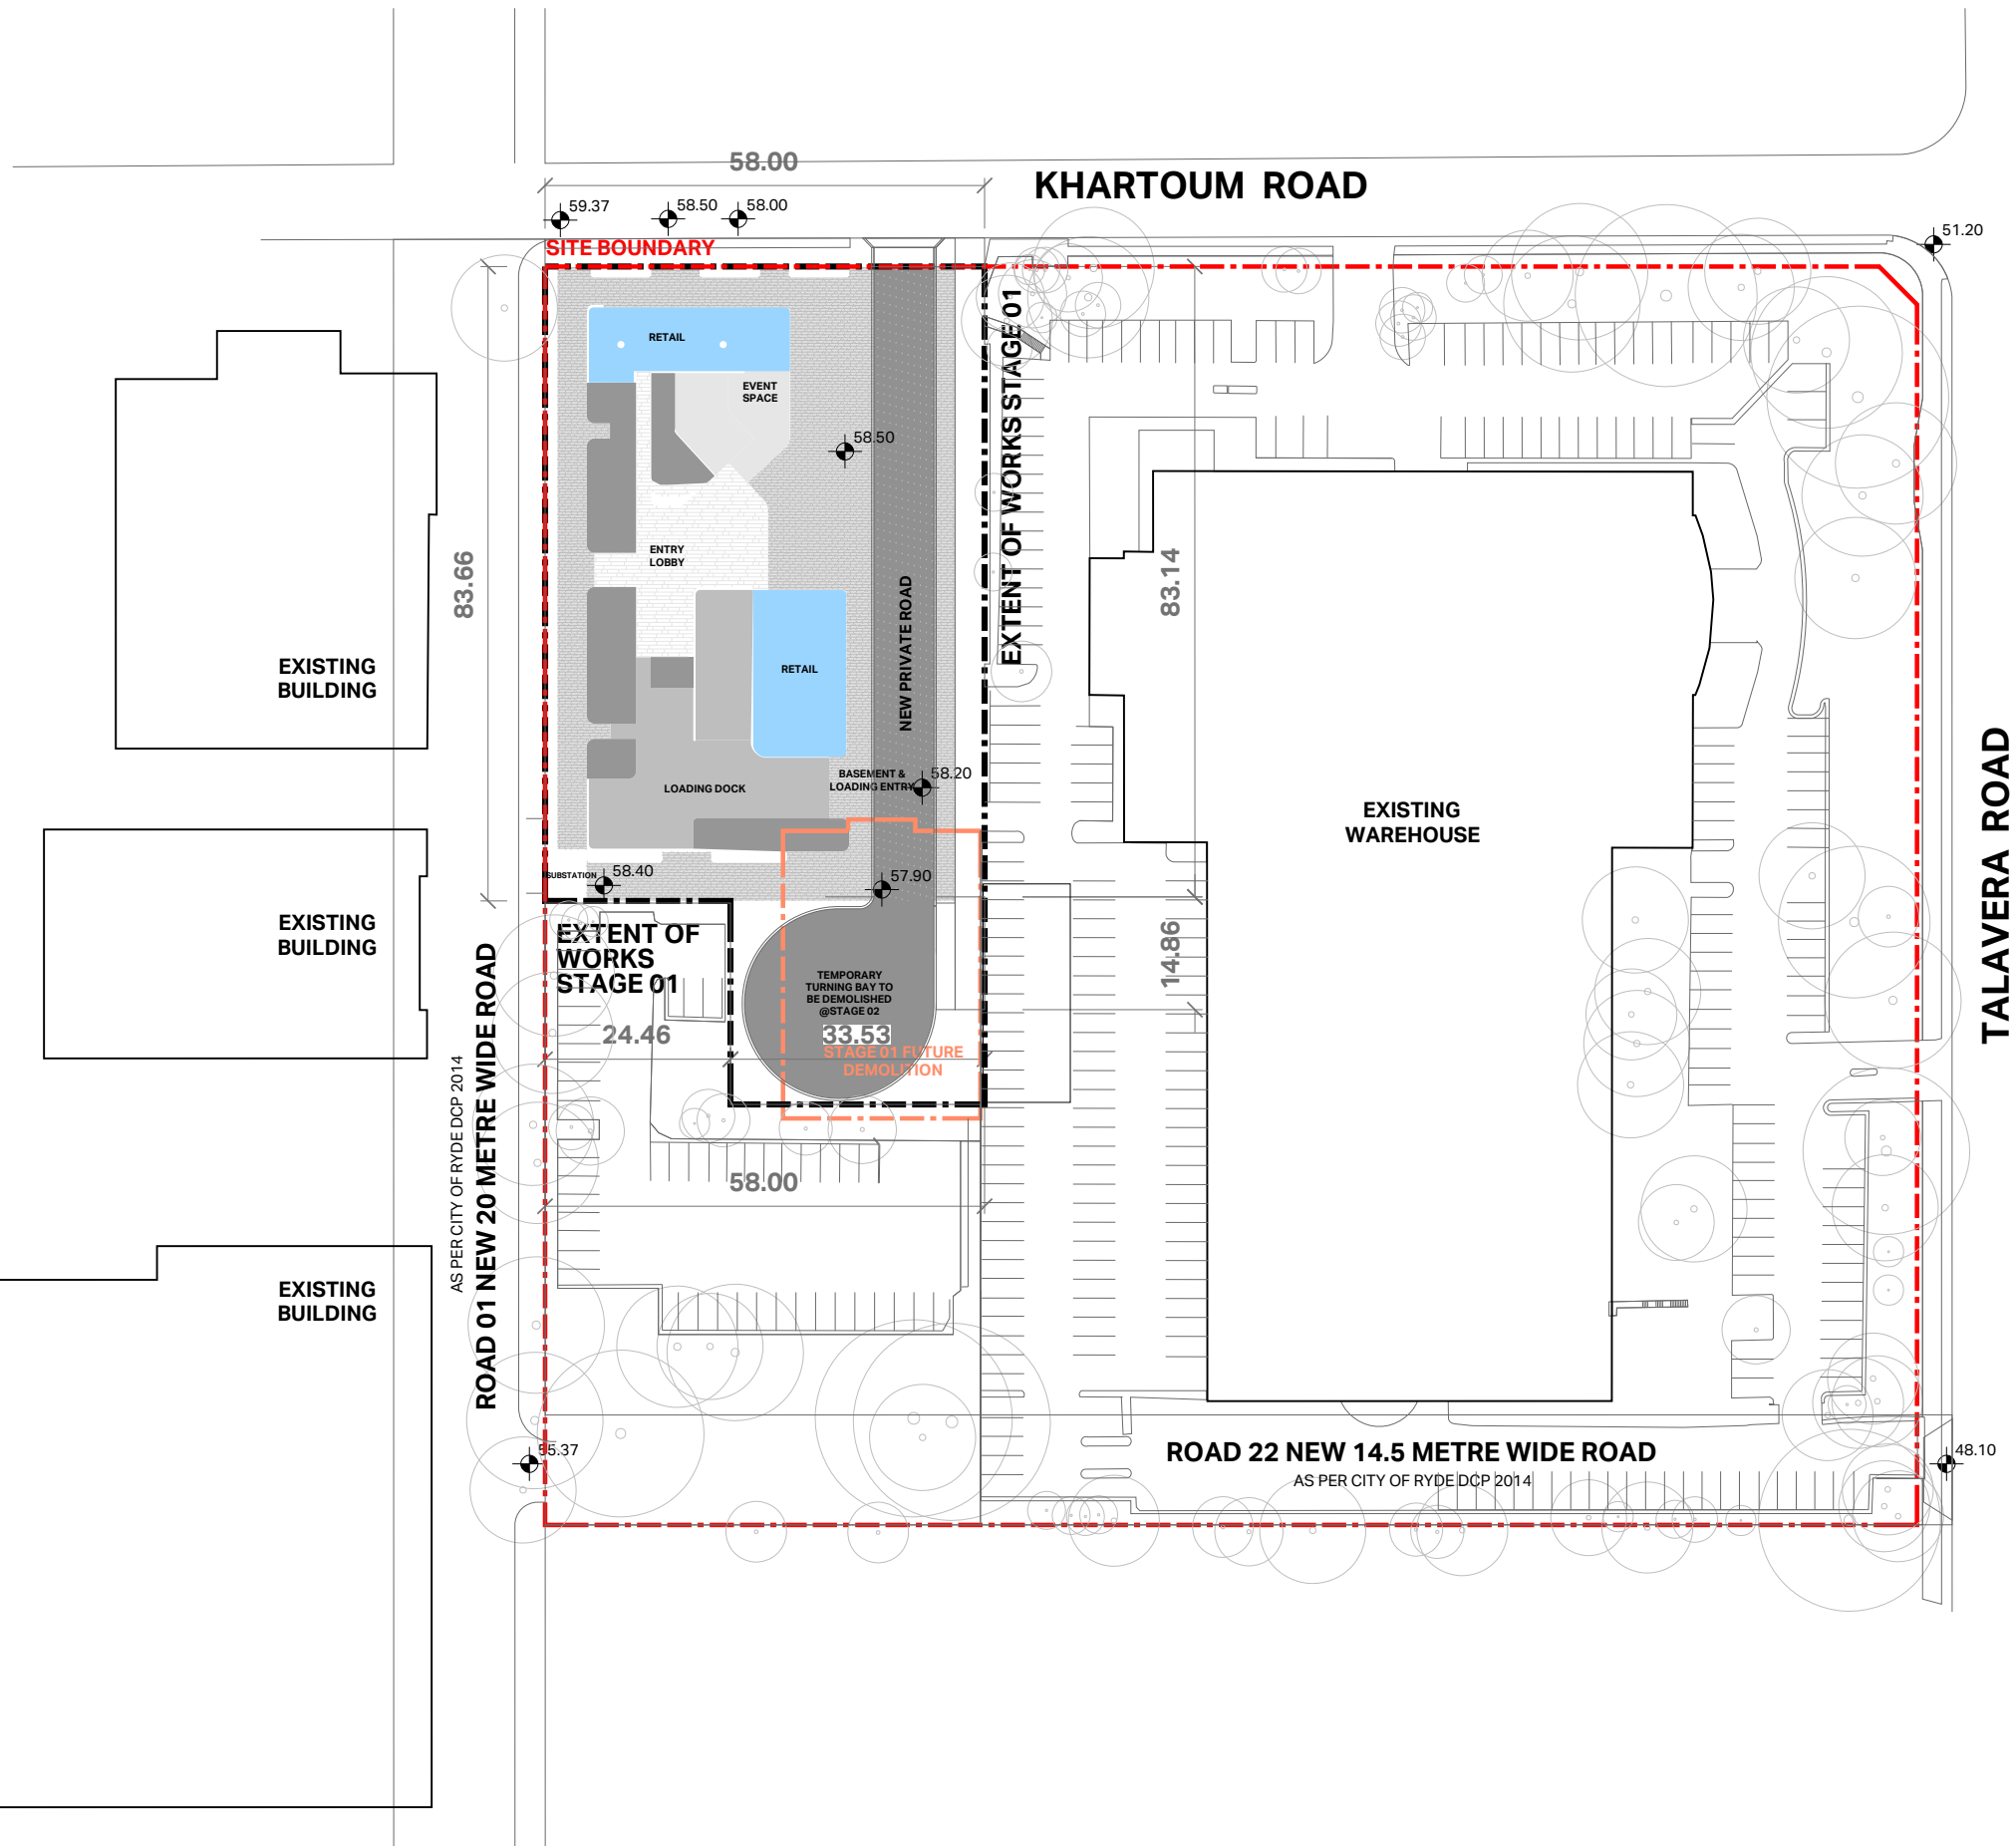 58.00
KHARTOUM ROAD
59.37
58.50
58.00
SITE BOUNDARY
51.20
RETAIL
EVENT
SPACE
58.50
EXTENT OF WORKS STAGE 01
83.66
ENTRY
LOBBY
83.14
NEW PRIVATE ROAD
EXISTING
BUILDING
RETAIL
BASEMENT &
LOADING ENTRY
58.20
LOADING DOCK
EXISTING
WAREHOUSE
TALAVERA ROAD
SUBSTATION
58.40
57.90
EXISTING
BUILDING
EXTENT OF
WORKS
STAGE 01
14.86
TEMPORARY
TURNING BAY TO
BE DEMOLISHED
@STAGE 02
24.46
33.53
STAGE 01 FUTURE
DEMOLITION
ROAD 01 NEW 20 METRE WIDE ROAD
AS PER CITY OF RYDE DCP 2014
58.00
EXISTING
BUILDING
55.37
ROAD 22 NEW 14.5 METRE WIDE ROAD
AS PER CITY OF RYDE DCP 2014
48.10